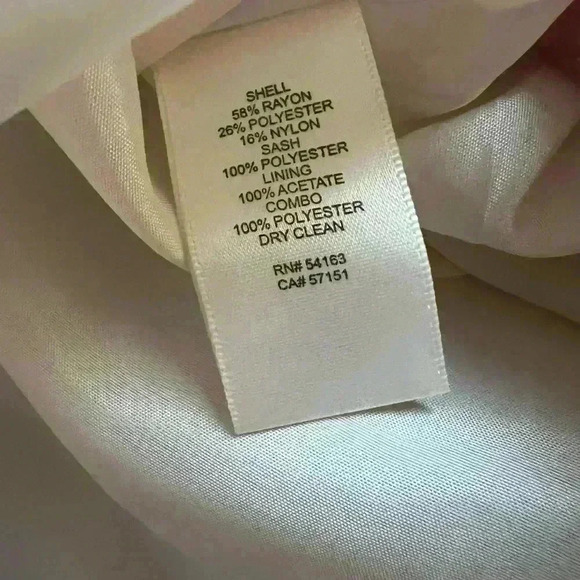 SHELL
58% RAYON
26% POLYESTER
16% NYLON
SASH
100% POLYESTER
LINING
100% ACETATE
COMBO
100% POLYESTER
DRY CLEAN
RN# 54163
CA# 57151